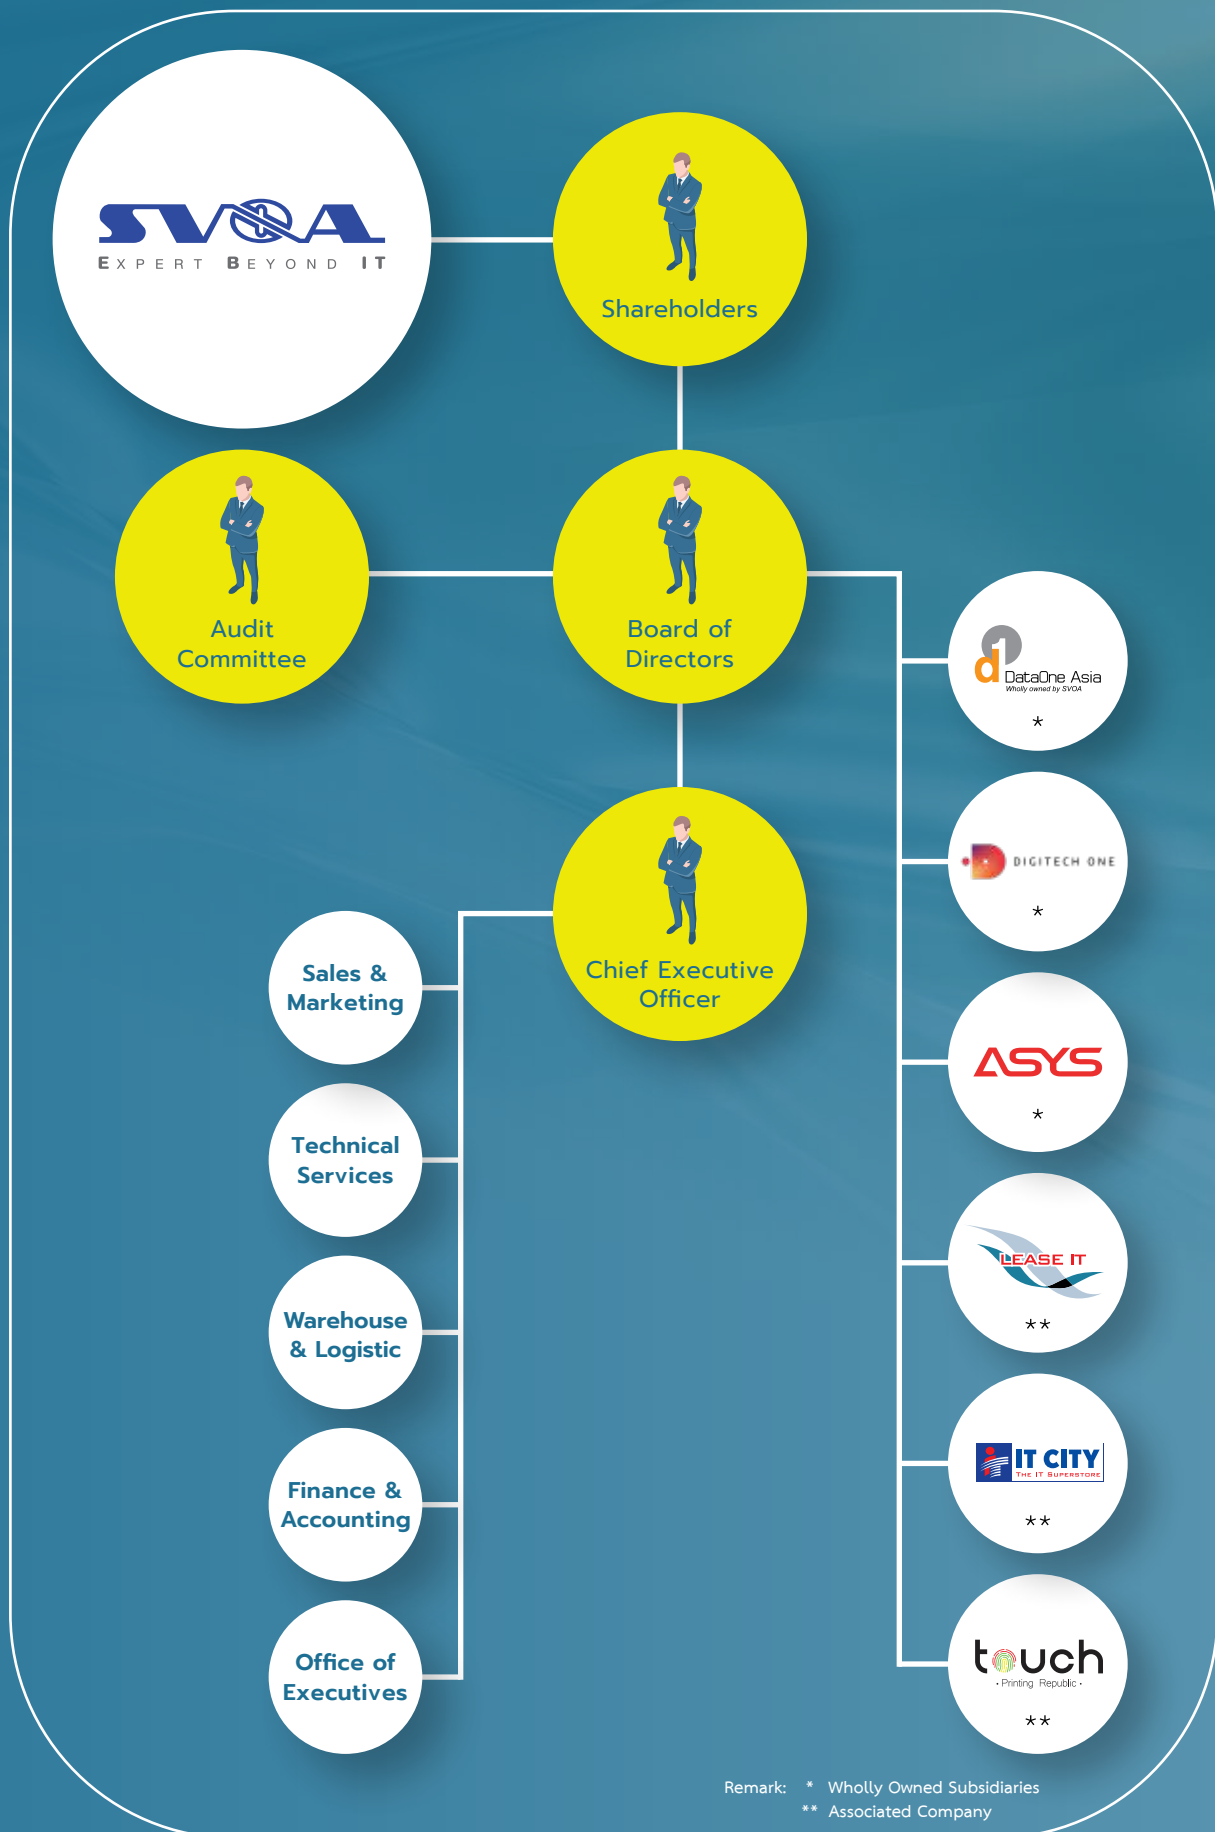 SVOA
EXPERT BEYOND IT
Shareholders
Audit
Committee
Board of
Directors
Chief Executive
Officer
Sales &
Marketing
Technical
Services
Warehouse
& Logistic
Finance &
Accounting
Office of
Executives
d1
DataOne Asia
Wholly owned by SVOA
*
DIGITECH ONE
*
ASYS
*
LEASE IT
**
IT CITY
THE IT SUPERSTORE
**
touch
• Printing Republic •
**
Remark: * Wholly Owned Subsidiaries
** Associated Company